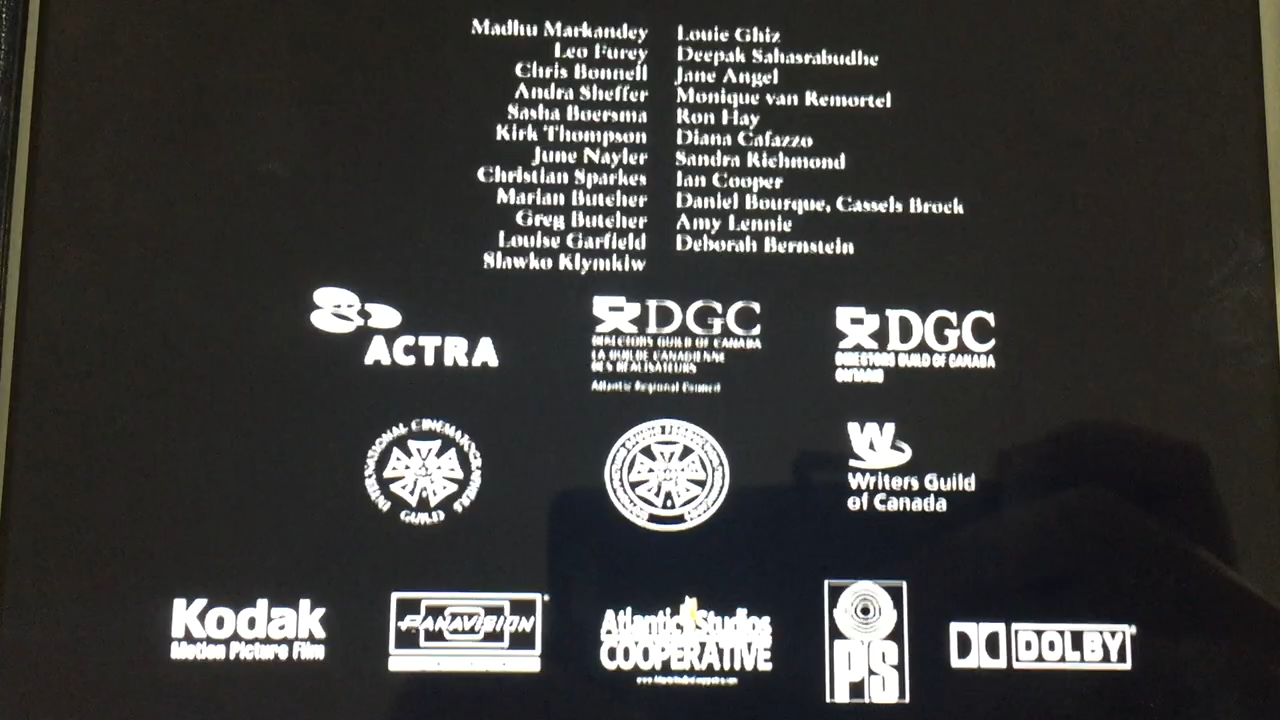 Madhu Markandey
Leo Furey
Chris Bonnell
Andra Sheffer
Sasha Boersma
Kirk Thompson
June Nayler
Christian Sparkes
Marian Butcher
Greg Butcher
Louise Garfield
Slawko Klymkiw
Louie Ghiz
Deepak Sahasrabudhe
Jane Angel
Monique van Remortel
Ron Hay
Diana Cafazzo
Sandra Richmond
Ian Cooper
Daniel Bourque, Cassels Brock
Amy Lennie
Deborah Bernstein
ACTRA
DGC
DIRECTORS GUILD OF CANADA
LA GUILDE CANADIENNE
DES RÉALISATEURS
Atlantic Regional Council
DGC
DIRECTORS GUILD OF CANADA
ONTARIO
INTERNATIONAL CINEMATOGRAPHERS
GUILD
W
Writers Guild
of Canada
Kodak
Motion Picture Film
PANAVISION
Atlantic Studios
COOPERATIVE
PS
DOLBY